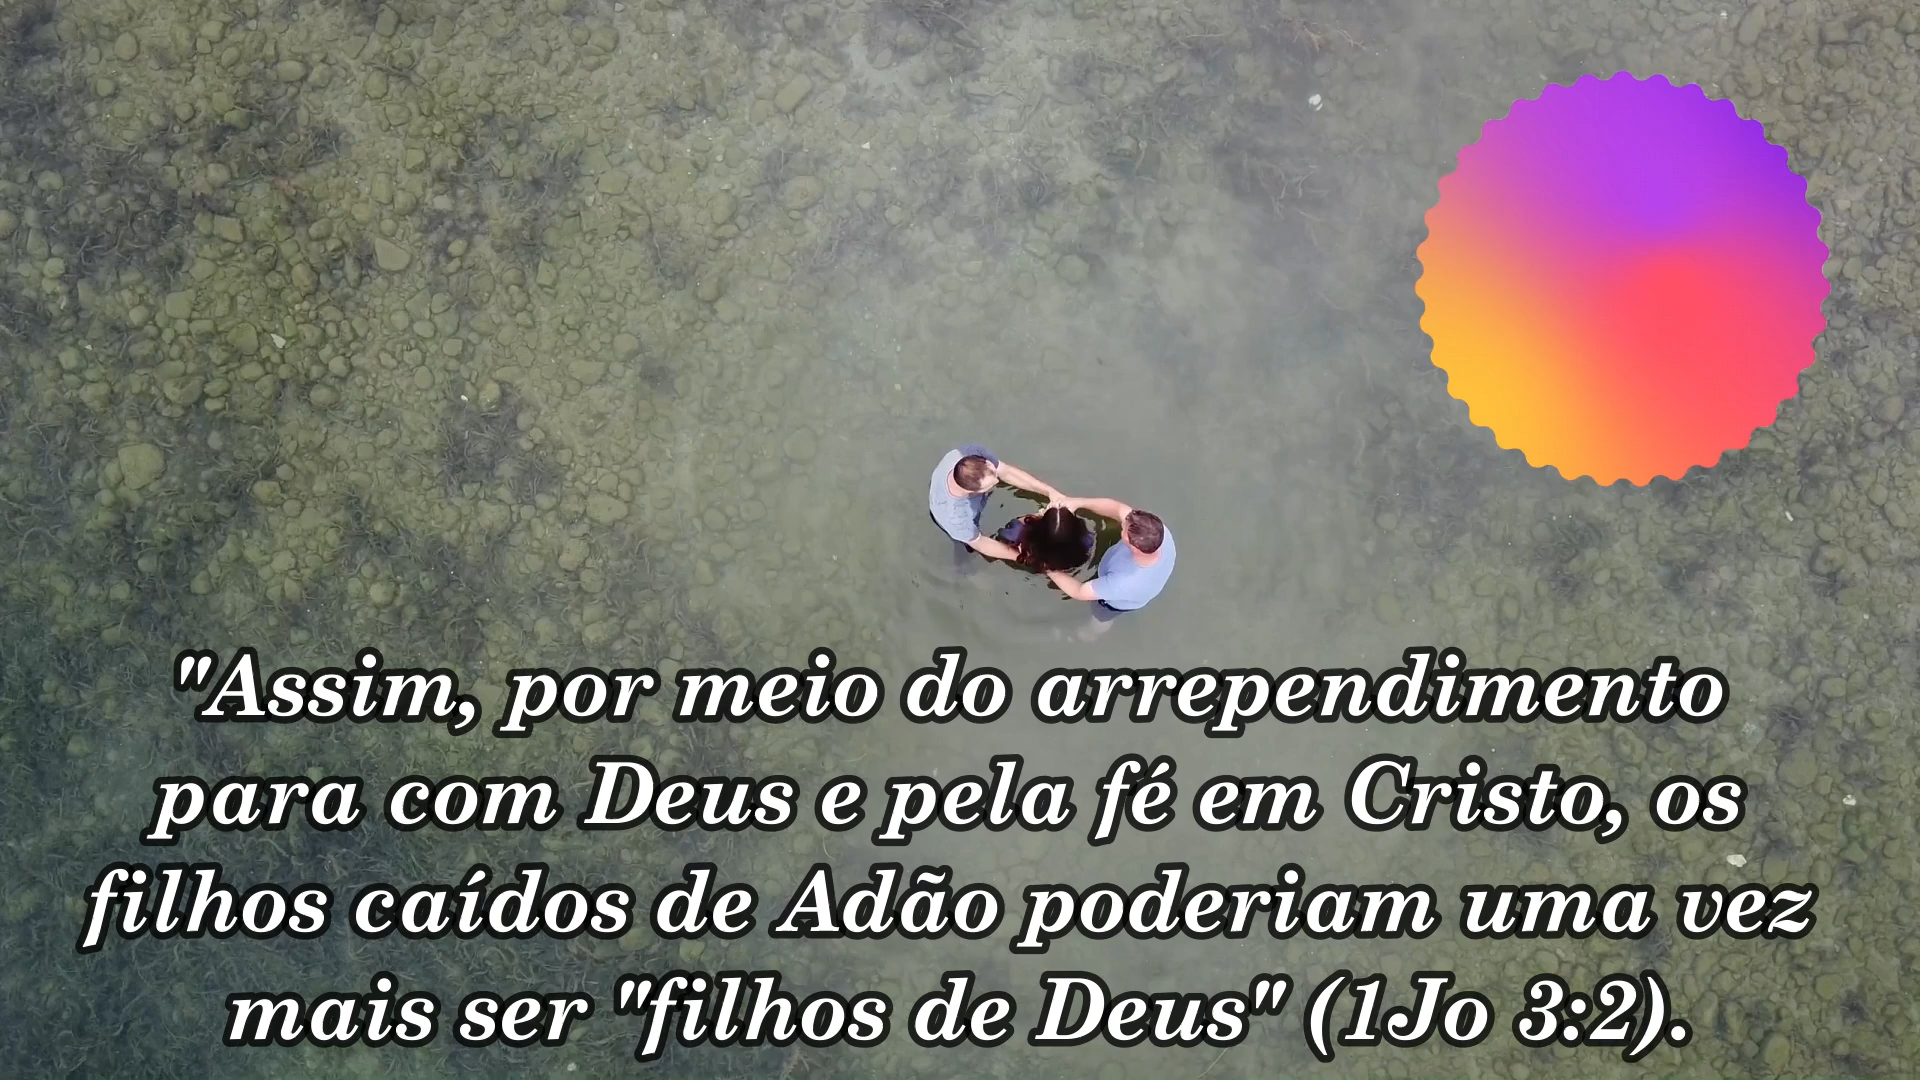 "Assim, por meio do arrependimento
para com Deus e pela fé em Cristo, os
filhos caídos de Adão poderiam uma vez
mais ser "filhos de Deus" (1Jo 3:2).